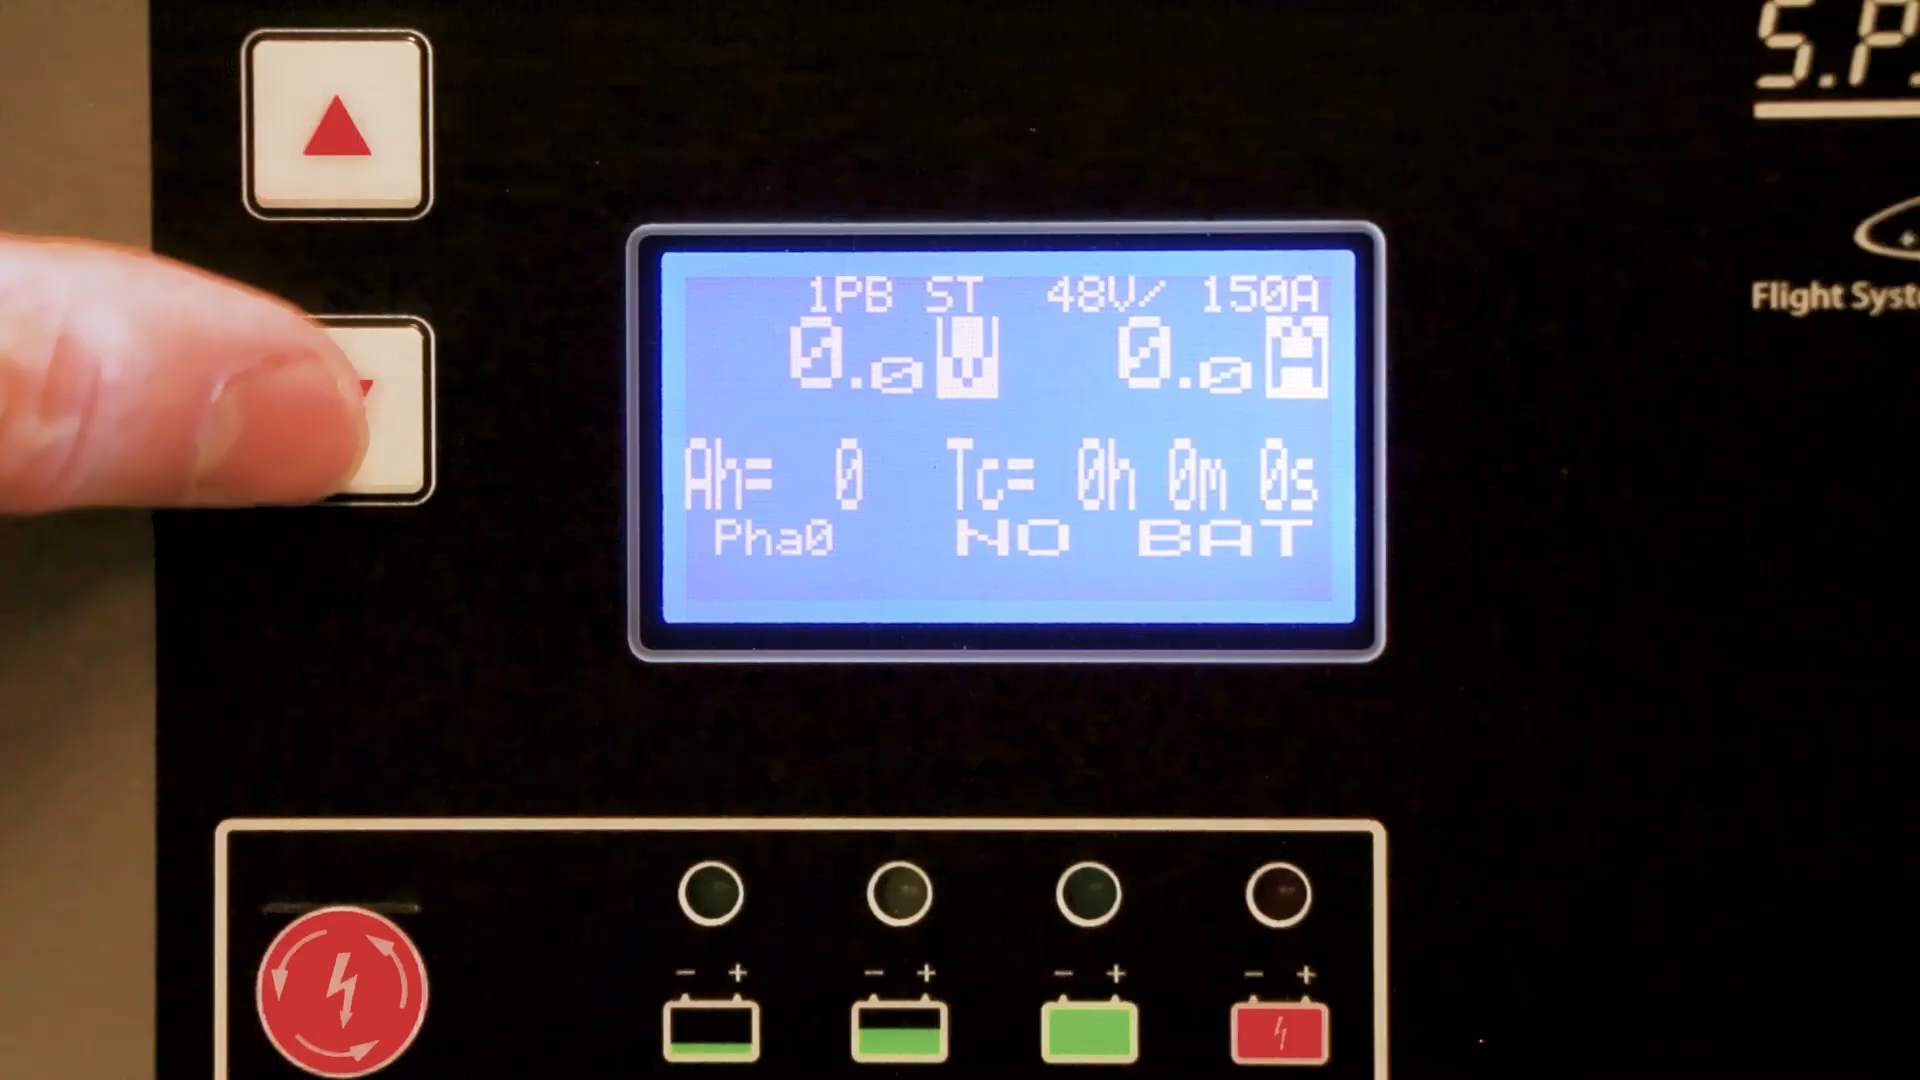 S.P.
Flight Syst
1PB ST 48V/ 150A
0.0 V 0.0 A
Ah= 0 Tc= 0h 0m 0s
Pha0 NO BAT
- + - + - + - +